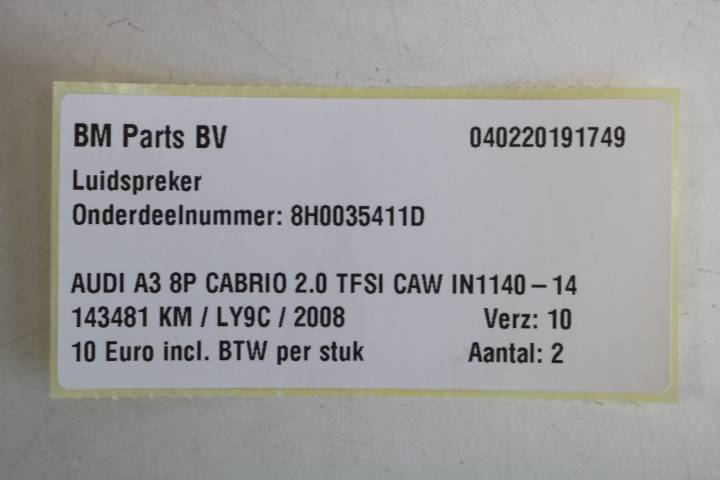 BM Parts BV 040220191749
Luidspreker
Onderdeelnummer: 8H0035411D
AUDI A3 8P CABRIO 2.0 TFSI CAW IN1140 – 14
143481 KM / LY9C / 2008 Verz: 10
10 Euro incl. BTW per stuk Aantal: 2